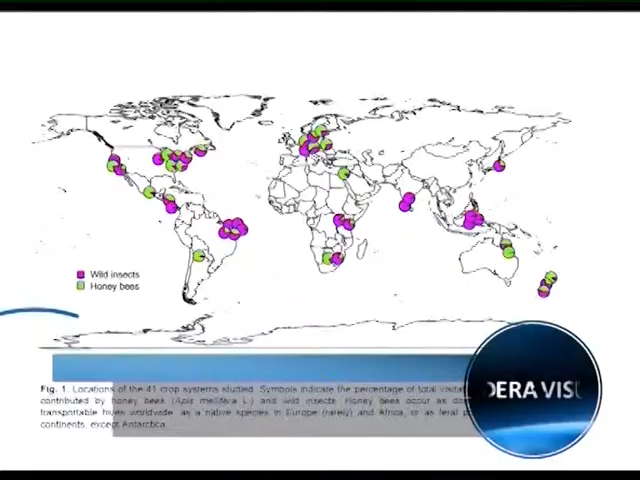 Wild insects
Honey bees
Fig. 1. Locations of the 41 crop systems studied. Symbols indicate the percentage of total visitat
contributed by honey bees (Apis mellifera L.) and wild insects. Honey bees occur as do
transportable hives worldwide, as a native species in Europe (rarely) and Africa, or as feral p
continents, except Antarctica.
DERA VISU